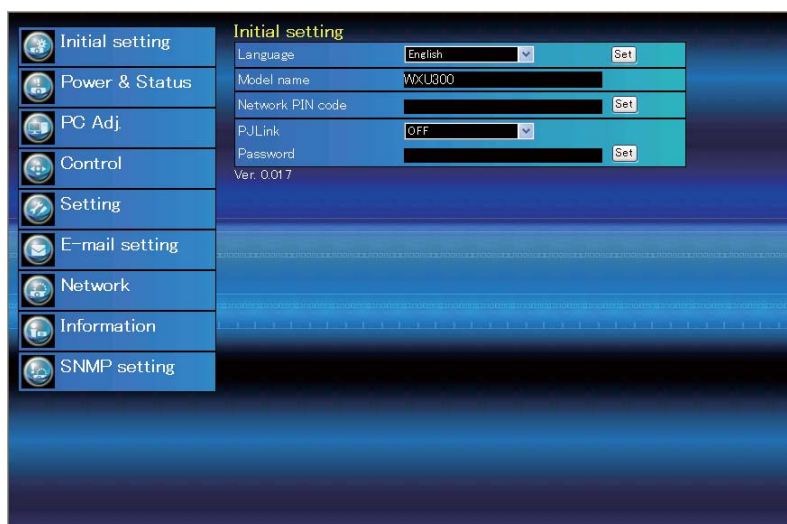 Initial setting
Power & Status
PC Adj.
Control
Setting
E-mail setting
Network
Information
SNMP setting
Initial setting
Language English Set
Model name WXU300
Network PIN code Set
PJLink OFF
Password Set
Ver. 0.017